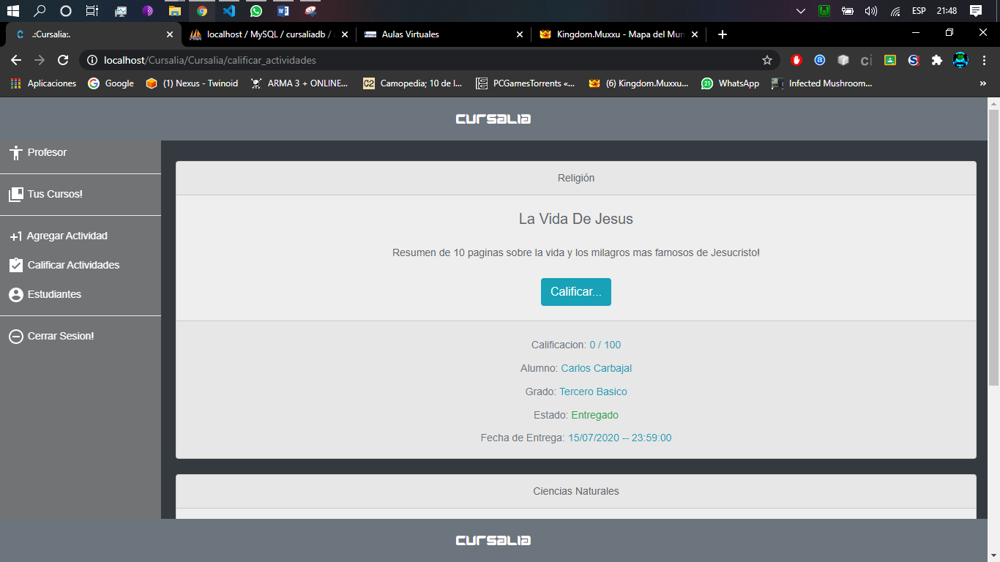 ESP 21:48
.:Cursalia:.
localhost / MySQL / cursaliadb /
Aulas Virtuales
Kingdom.Muxxu - Mapa del Mun
localhost/Cursalia/Cursalia/calificar_actividades
Aplicaciones
Google
(1) Nexus - Twinoid
ARMA 3 + ONLINE...
C2 Camopedia; 10 de l...
PCGamesTorrents «...
(6) Kingdom.Muxxu...
21 WhatsApp
Infected Mushroom...
»
cursalia
Profesor
Tus Cursos!
+1 Agregar Actividad
Calificar Actividades
Estudiantes
Cerrar Sesion!
Religión
La Vida De Jesus
Resumen de 10 paginas sobre la vida y los milagros mas famosos de Jesucristo!
Calificar...
Calificacion: 0 / 100
Alumno: Carlos Carbajal
Grado: Tercero Basico
Estado: Entregado
Fecha de Entrega: 15/07/2020 -- 23:59:00
Ciencias Naturales
cursalia